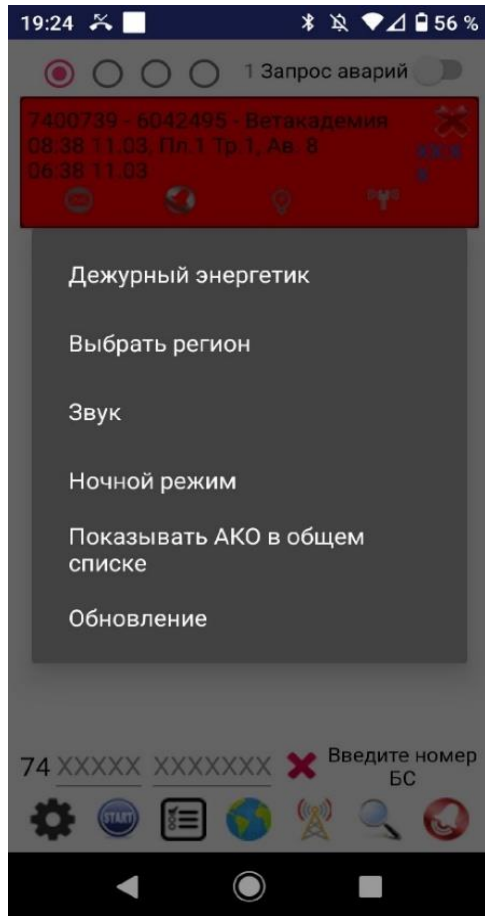 19:24 56 %
1 Запрос аварий
7400739 - 6042495 - Ветакадемия
08:38 11.03, Пл.1 Тр.1, Ав. 8
06:38 11.03
Дежурный энергетик
Выбрать регион
Звук
Ночной режим
Показывать АКО в общем
списке
Обновление
74 XXXXX XXXXXXX Введите номер
БС
START